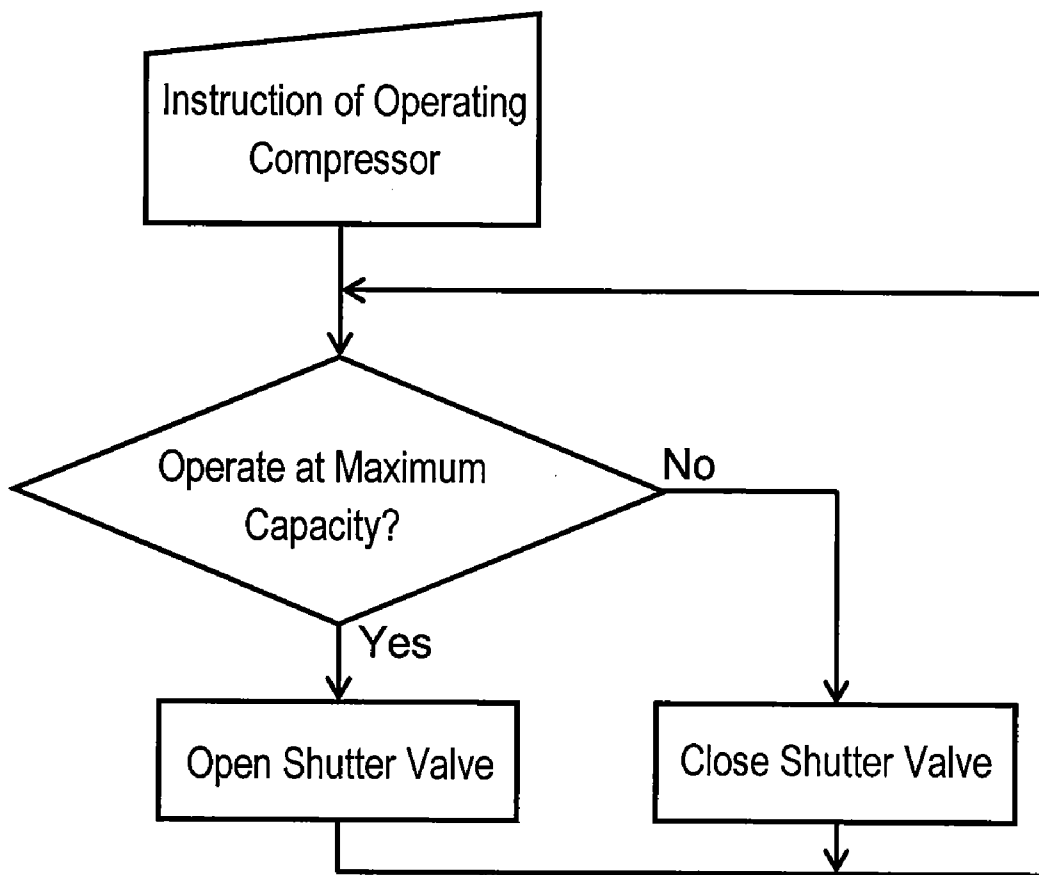 Instruction of Operating
Compressor
Operate at Maximum
Capacity?
No
Yes
Open Shutter Valve
Close Shutter Valve